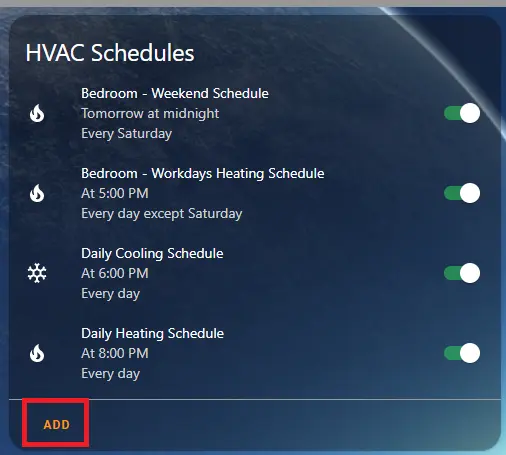 HVAC Schedules
Bedroom - Weekend Schedule
Tomorrow at midnight
Every Saturday
Bedroom - Workdays Heating Schedule
At 5:00 PM
Every day except Saturday
Daily Cooling Schedule
At 6:00 PM
Every day
Daily Heating Schedule
At 8:00 PM
Every day
ADD